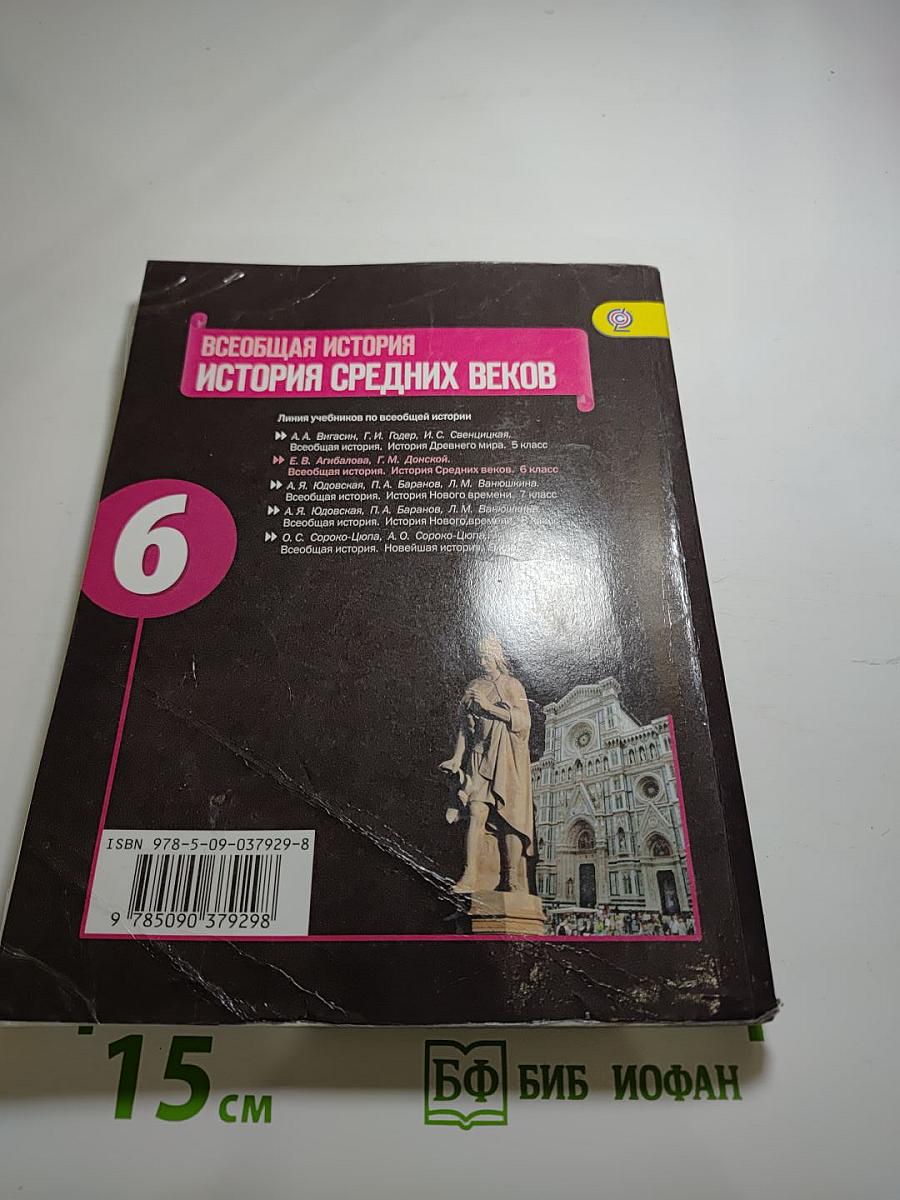 ВСЕОБЩАЯ ИСТОРИЯ
ИСТОРИЯ СРЕДНИХ ВЕКОВ
Линия учебников по всеобщей истории
А. А. Вигасин, Г. И. Годер, И. С. Свенцицкая.
Всеобщая история. История Древнего мира. 5 класс
Е. В. Агибалова, Г. М. Донской.
Всеобщая история. История Средних веков. 6 класс
А. Я. Юдовская, П. А. Баранов, Л. М. Ванюшкина.
Всеобщая история. История Нового времени. 7 класс
А. Я. Юдовская, П. А. Баранов, Л. М. Ванюшкина.
Всеобщая история. История Нового времени.
О. С. Сороко-Цюпа, А. О. Сороко-Цюпа.
Всеобщая история. Новейшая история.
6
ISBN 978-5-09-037929-8
9 785090 379298
15 см
БФ БИБ ИОФАН